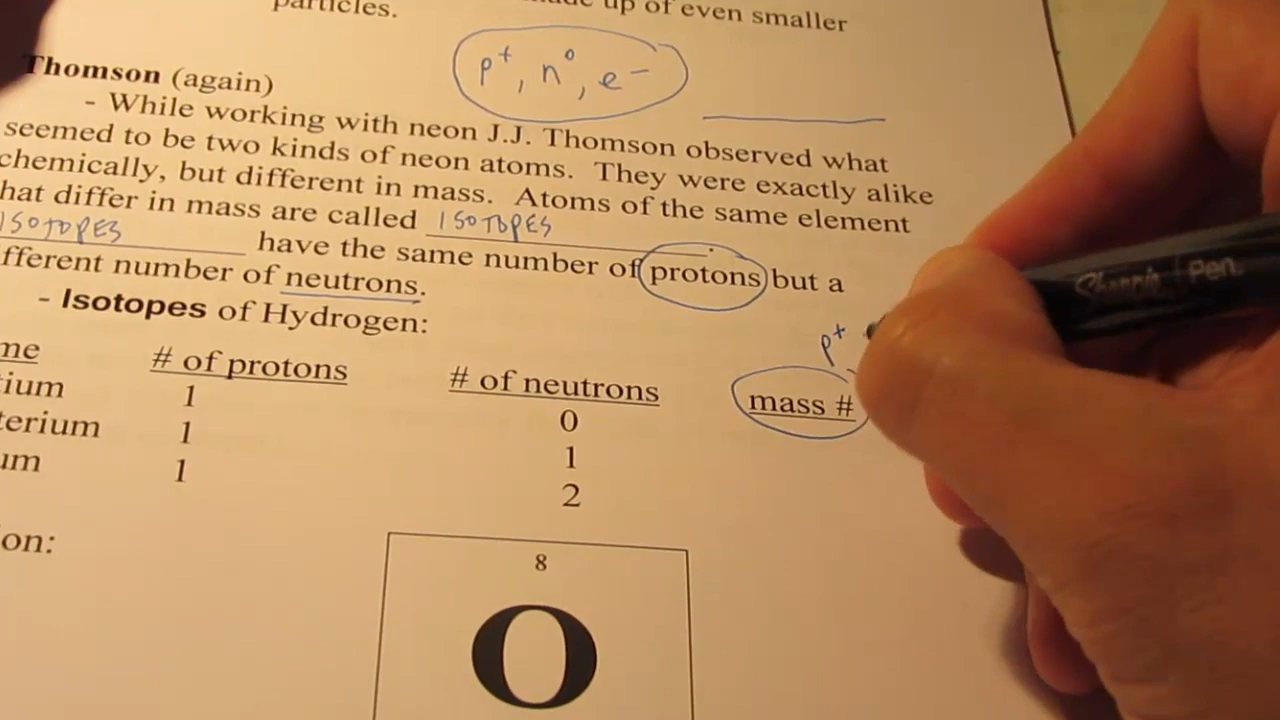 particles.
up of even smaller
p⁺, n⁰, e⁻
Thomson (again)
- While working with neon J.J. Thomson observed what
seemed to be two kinds of neon atoms. They were exactly alike
chemically, but different in mass. Atoms of the same element
hat differ in mass are called ISOTOPES.
ISOTOPES have the same number of protons but a
fferent number of neutrons.
- Isotopes of Hydrogen:
me # of protons # of neutrons mass #
p⁺
tium 1 0
terium 1 1
um 1 2
on:
8
O
Sharpie Pen.